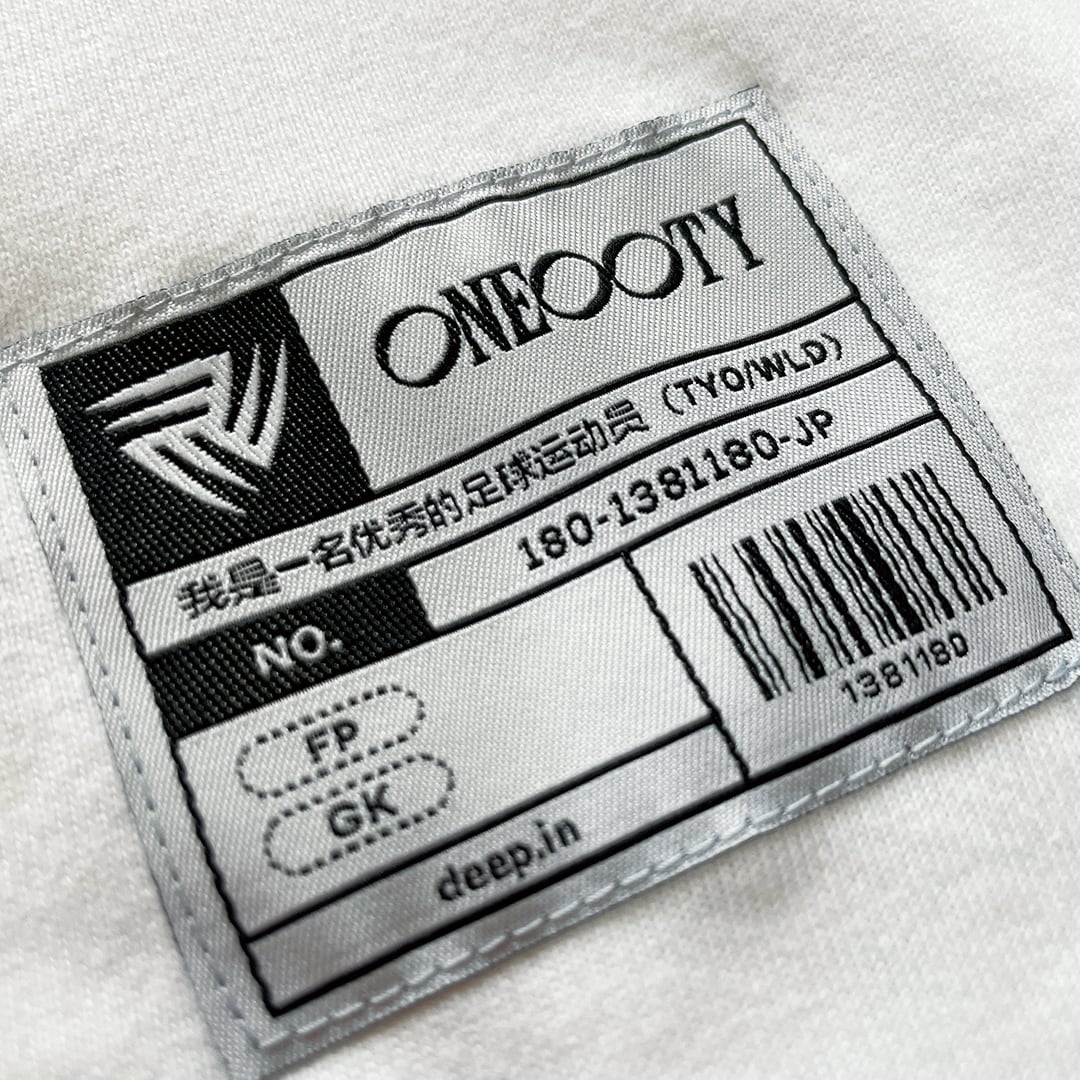 ONEOOTY
我是一名优秀的足球运动员（TYO/WLD）
180-1381180-JP
NO.
FP
GK
1381180
deep.in